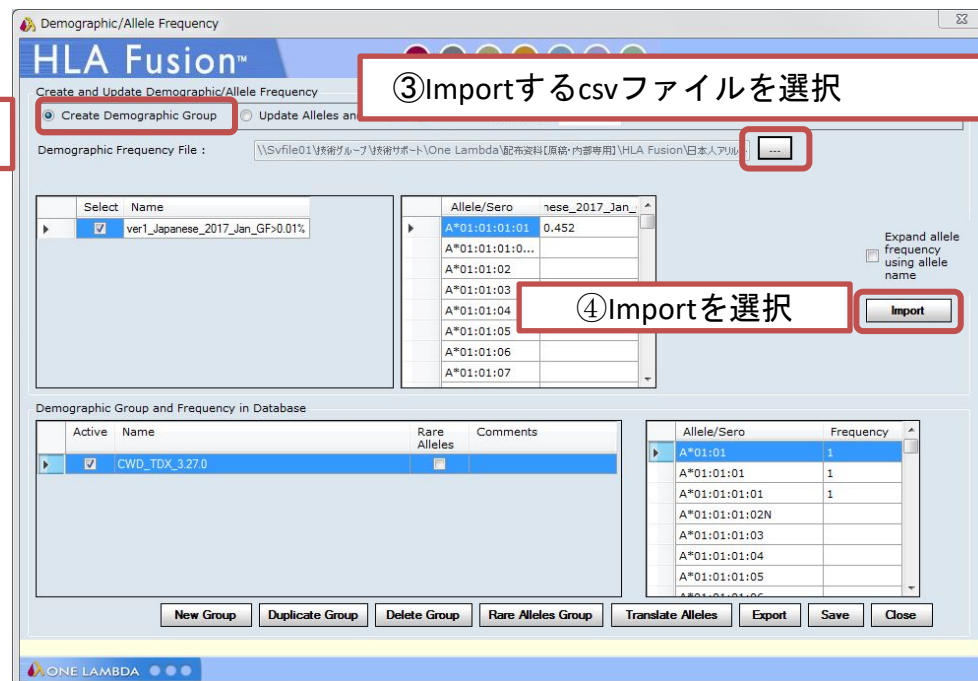 Demographic/Allele Frequency
HLA Fusion™
③Importするcsvファイルを選択
Create and Update Demographic/Allele Frequency
Create Demographic Group
Update Alleles and
Demographic Frequency File :
\\Svfile01\技術グループ\技術サポート\One Lambda\配布資料【原稿・内部専用】\HLA Fusion\日本人アリル
...
Select Name
ver1_Japanese_2017_Jan_GF>0.01%
Allele/Sero nese_2017_Jan_
A*01:01:01:01 0.452
A*01:01:01:0...
A*01:01:02
A*01:01:03
A*01:01:04
A*01:01:05
A*01:01:06
A*01:01:07
Expand allele
frequency
using allele
name
④Importを選択
Import
Demographic Group and Frequency in Database
Active Name Rare Alleles Comments
CWD_TDX_3.27.0
Allele/Sero Frequency
A*01:01 1
A*01:01:01 1
A*01:01:01:01 1
A*01:01:01:02N
A*01:01:01:03
A*01:01:01:04
A*01:01:01:05
A*01:01:01:06
New Group Duplicate Group Delete Group Rare Alleles Group Translate Alleles Export Save Close
ONE LAMBDA